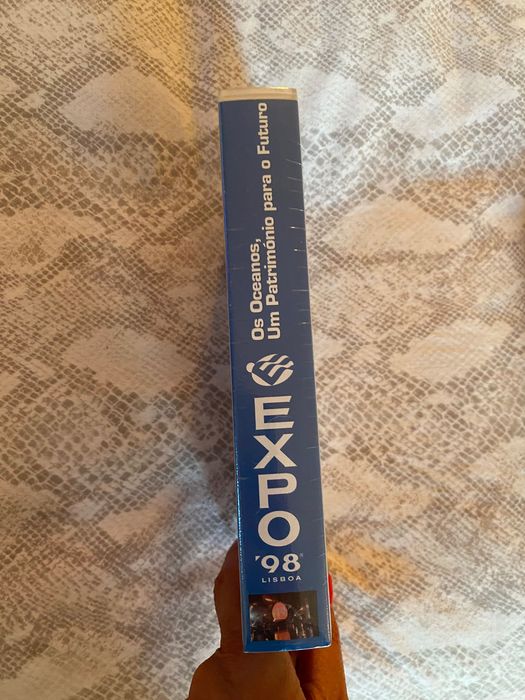 Os Oceanos,
Um Património para o Futuro
EXPO
'98
LISBOA